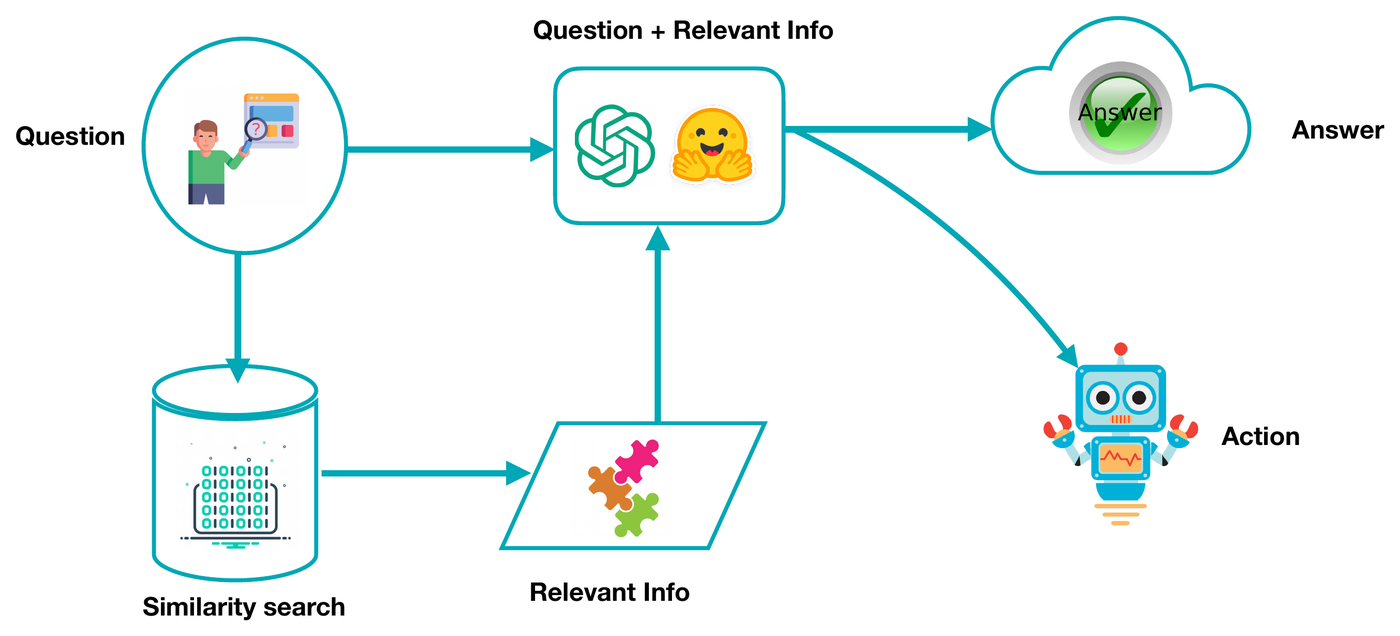 Question + Relevant Info
Question
?
Answer
Answer
Action
Relevant Info
Similarity search